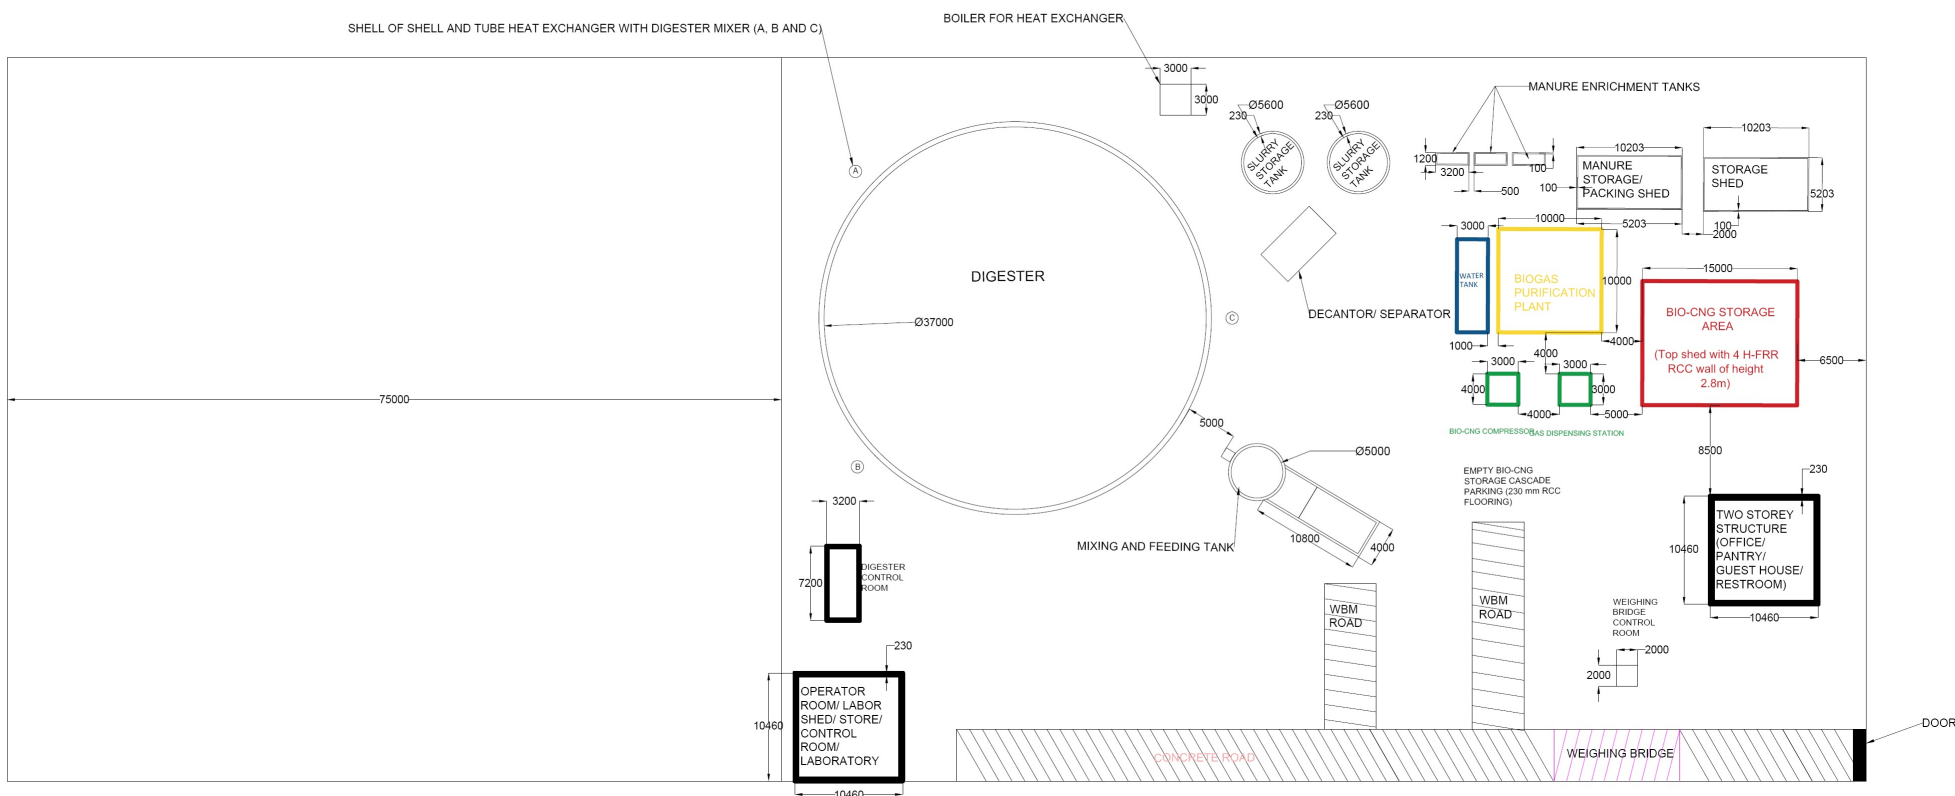 BOILER FOR HEAT EXCHANGER
SHELL OF SHELL AND TUBE HEAT EXCHANGER WITH DIGESTER MIXER (A, B AND C)
3000
3000
MANURE ENRICHMENT TANKS
Ø5600
230
SLURRY
STORAGE
TANK
Ø5600
230
SLURRY
STORAGE
TANK
1200
3200
500
100
10203
MANURE
STORAGE/
PACKING SHED
100
5203
10203
STORAGE
SHED
5203
100
2000
A
DIGESTER
Ø37000
C
B
DECANTOR/ SEPARATOR
3000
WATER
TANK
1000
10000
BIOGAS
PURIFICATION
PLANT
10000
4000
4000
15000
BIO-CNG STORAGE
AREA
(Top shed with 4 H-FRR
RCC wall of height
2.8m)
6500
75000
3000
4000
4000
3000
3000
5000
BIO-CNG COMPRESSOR
GAS DISPENSING STATION
8500
5000
Ø5000
MIXING AND FEEDING TANK
10800
4000
EMPTY BIO-CNG
STORAGE CASCADE
PARKING (230 mm RCC
FLOORING)
230
TWO STOREY
STRUCTURE
(OFFICE/
PANTRY/
GUEST HOUSE/
RESTROOM)
10460
10460
3200
7200
DIGESTER
CONTROL
ROOM
WBM
ROAD
WBM
ROAD
WEIGHING
BRIDGE
CONTROL
ROOM
2000
2000
230
OPERATOR
ROOM/ LABOR
SHED/ STORE/
CONTROL
ROOM/
LABORATORY
10460
10460
CONCRETE ROAD
WEIGHING BRIDGE
DOOR